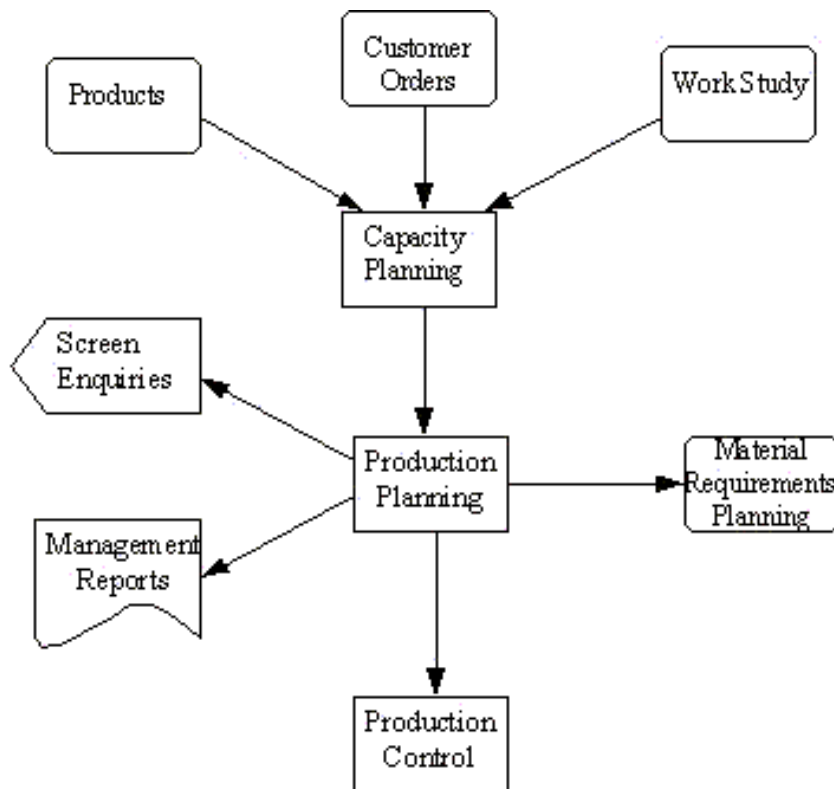 Customer
Orders
Products
Work Study
Capacity
Planning
Screen
Enquiries
Production
Planning
Material
Requirements
Planning
Management
Reports
Production
Control